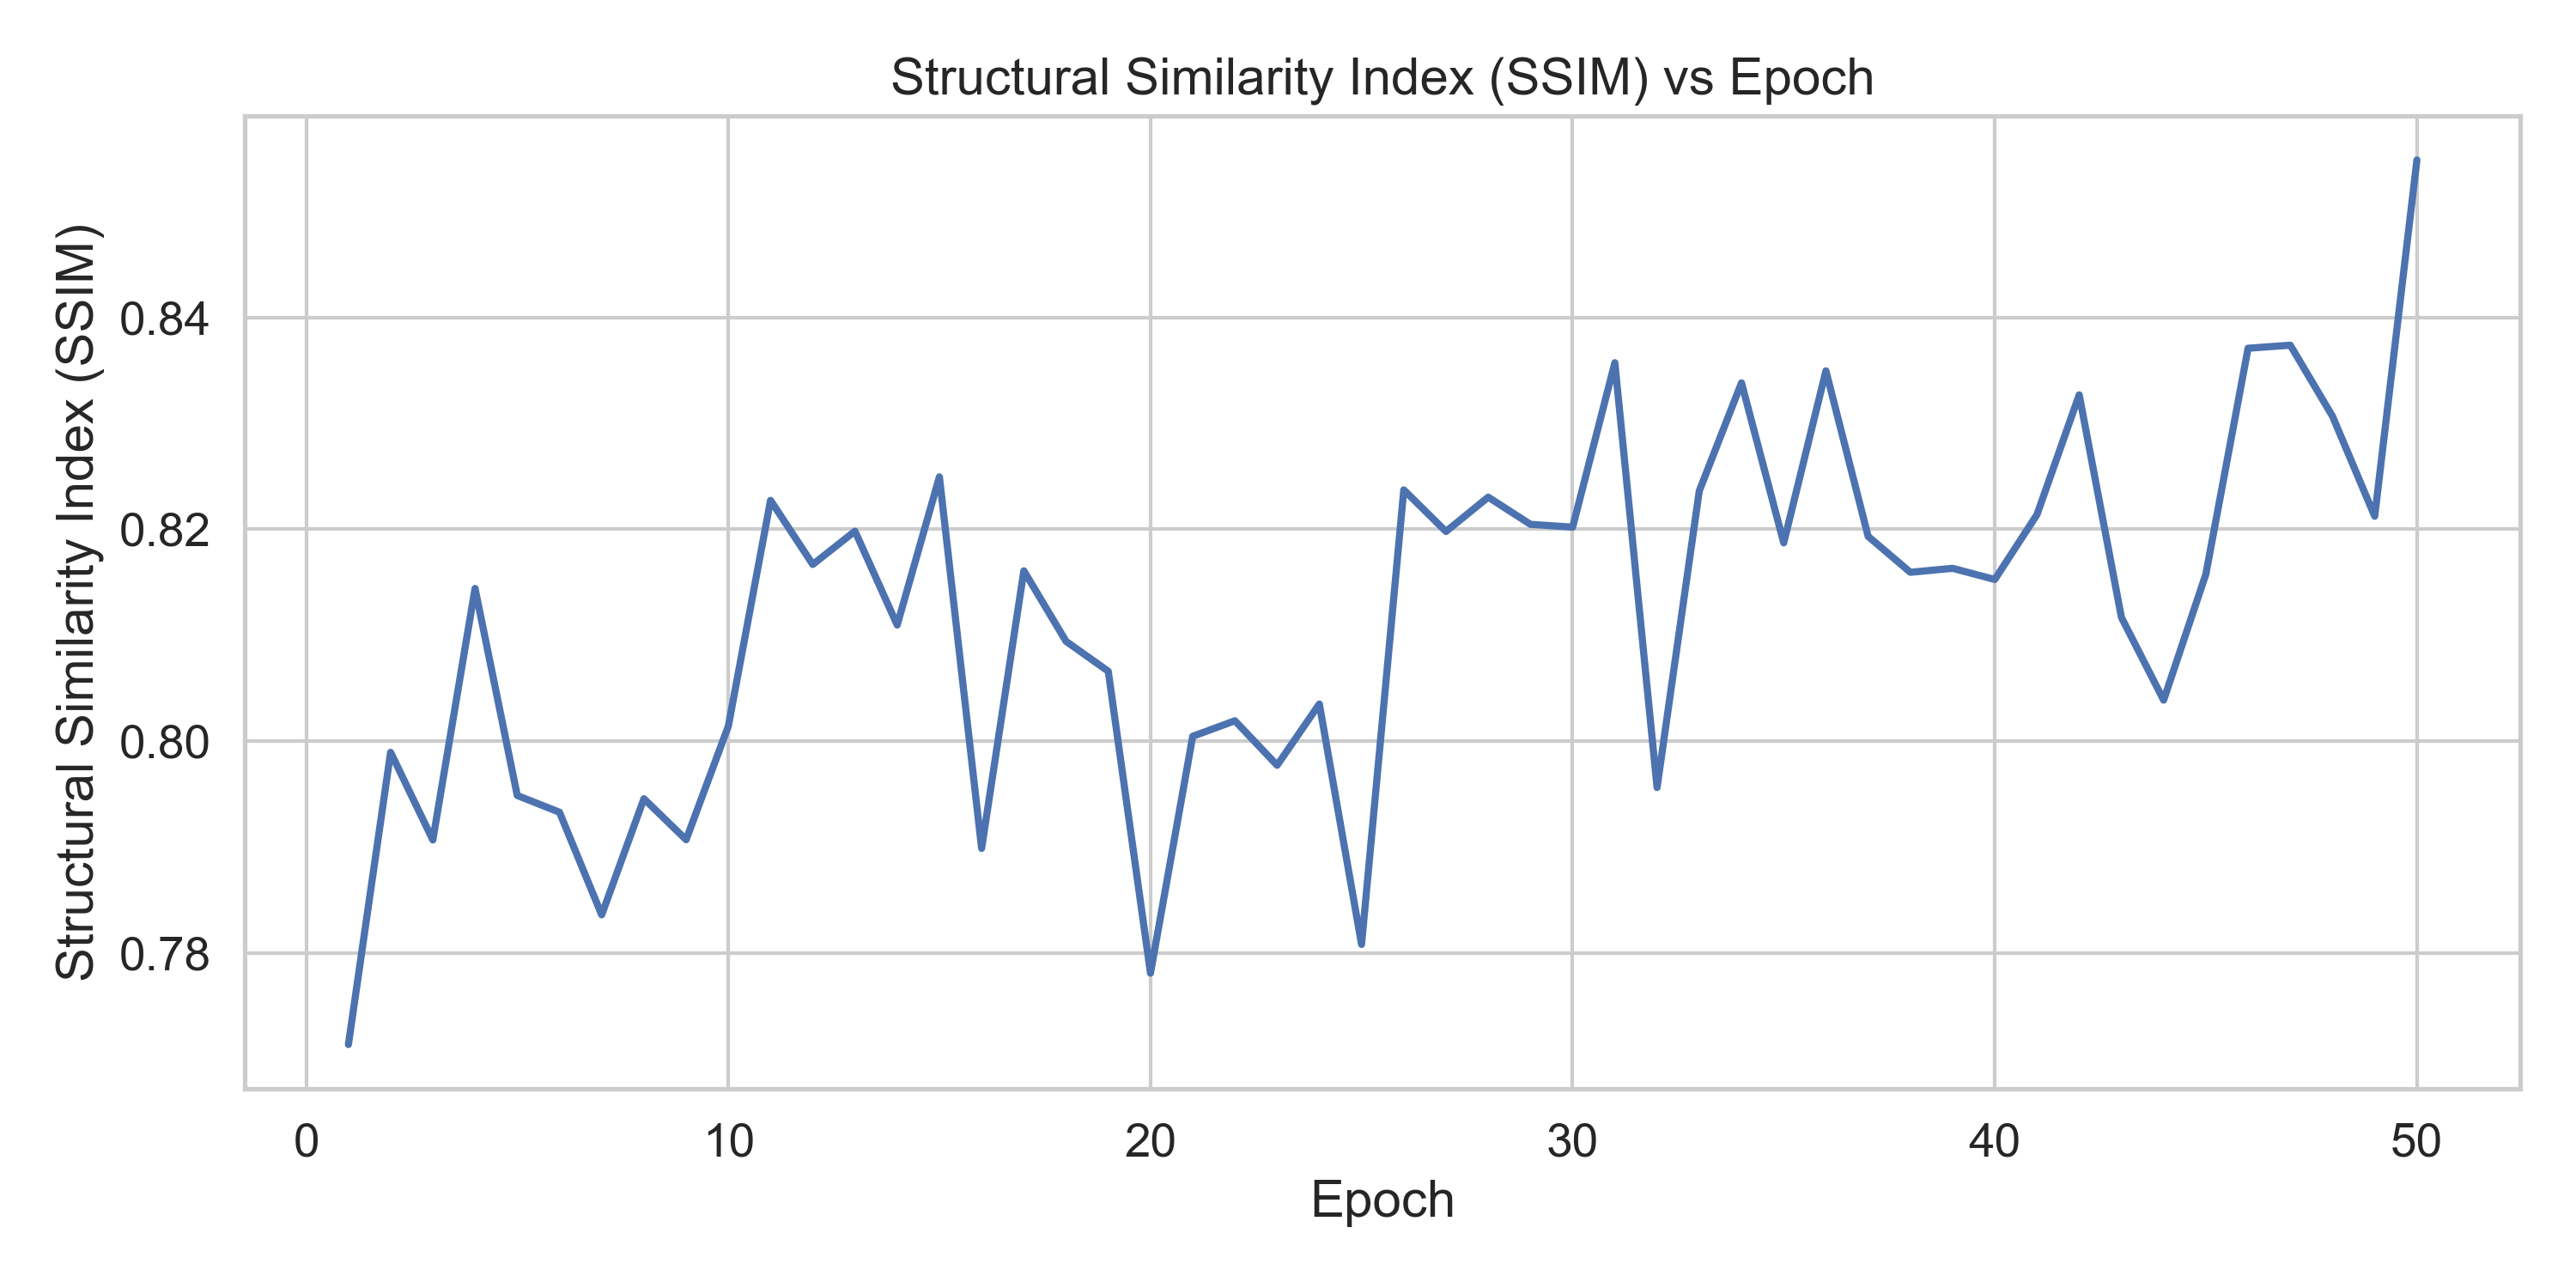 Structural Similarity Index (SSIM) vs Epoch
Structural Similarity Index (SSIM)
0.84
0.82
0.80
0.78
0 10 20 30 40 50
Epoch